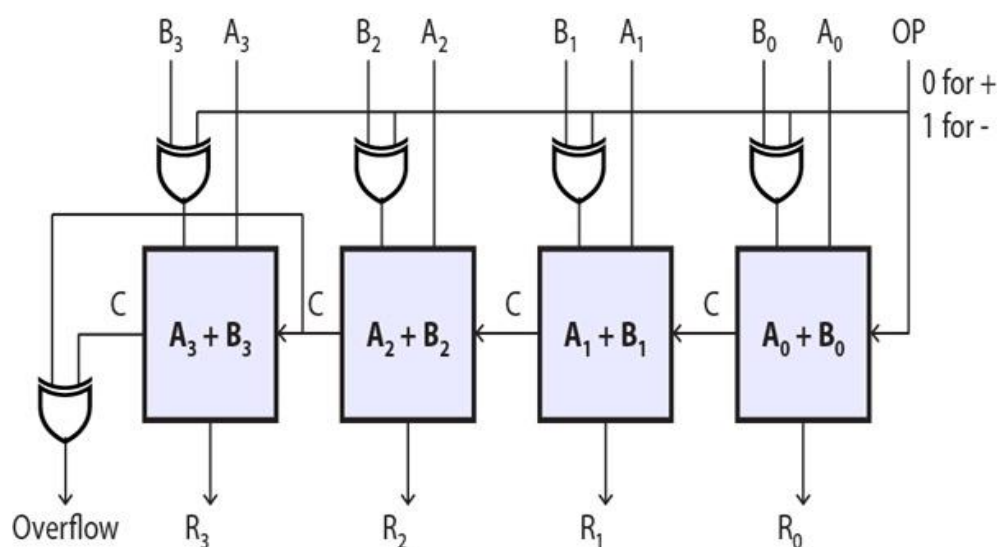 B₃ A₃ B₂ A₂ B₁ A₁ B₀ A₀ OP
0 for +
1 for -
C C C C
A₃ + B₃ A₂ + B₂ A₁ + B₁ A₀ + B₀
Overflow R₃ R₂ R₁ R₀